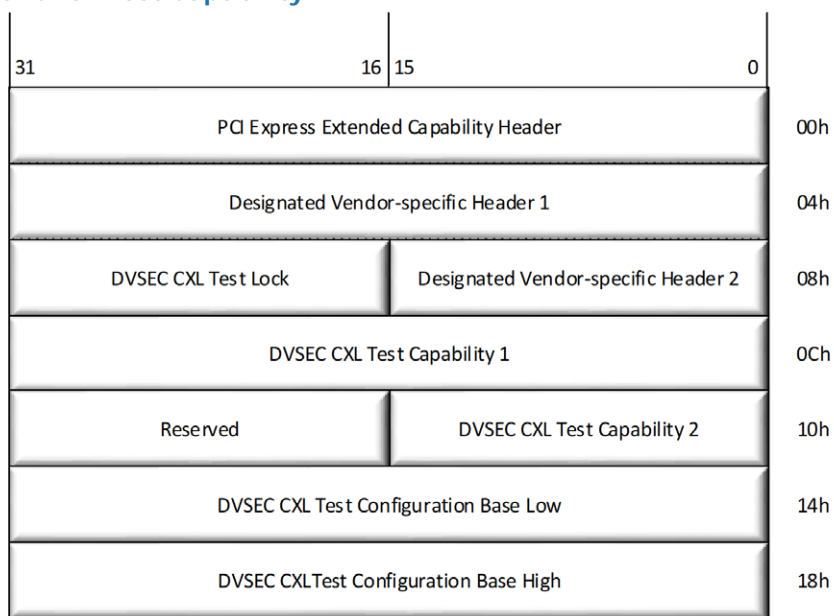 31 16 15 0
PCI Express Extended Capability Header 00h
Designated Vendor-specific Header 1 04h
DVSEC CXL Test Lock Designated Vendor-specific Header 2 08h
DVSEC CXL Test Capability 1 0Ch
Reserved DVSEC CXL Test Capability 2 10h
DVSEC CXL Test Configuration Base Low 14h
DVSEC CXLTest Configuration Base High 18h